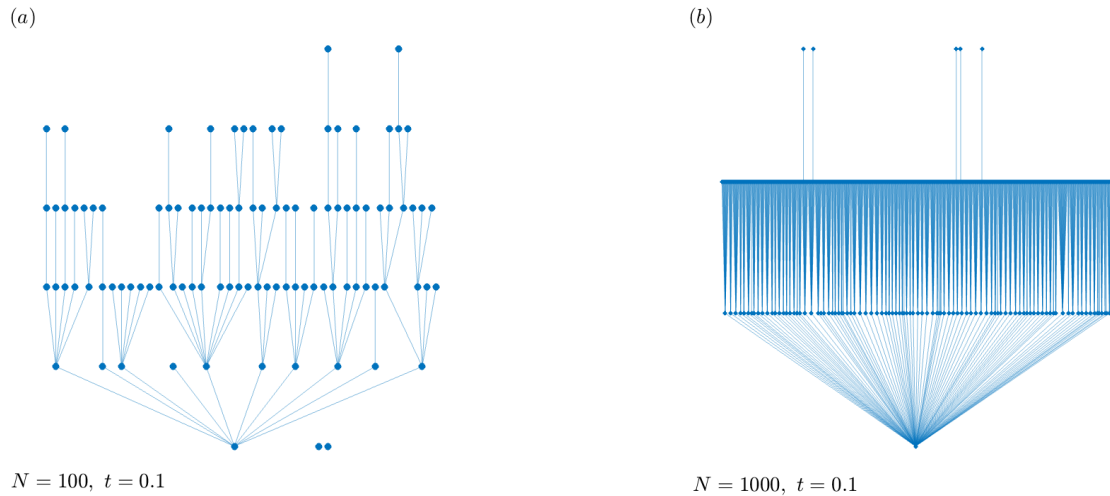 (a)
(b)
N = 100, t = 0.1
N = 1000, t = 0.1